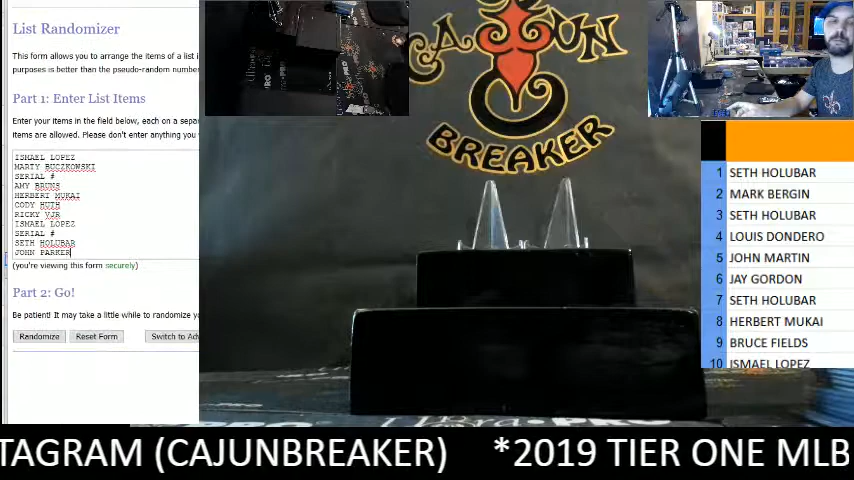 List Randomizer
This form allows you to arrange the items of a list i
purposes is better than the pseudo-random number
Part 1: Enter List Items
Enter your items in the field below, each on a sepa
items are allowed. Please don't enter anything you
ISMAEL LOPEZ
MARTY BUCZKOWSKI
SERIAL #
AMY BRUNS
HERBERT MUKAI
CODY HUTH
RICKY VJR
ISMAEL LOPEZ
SERIAL #
SETH HOLUBAR
JOHN PARKER
(you're viewing this form securely)
Part 2: Go!
Be patient! It may take a little while to randomize yo
Randomize
Reset Form
Switch to Adv
CAJUN
BREAKER
1 SETH HOLUBAR
2 MARK BERGIN
3 SETH HOLUBAR
4 LOUIS DONDERO
5 JOHN MARTIN
6 JAY GORDON
7 SETH HOLUBAR
8 HERBERT MUKAI
9 BRUCE FIELDS
10 ISMAEL LOPEZ
TAGRAM (CAJUNBREAKER) *2019 TIER ONE MLB